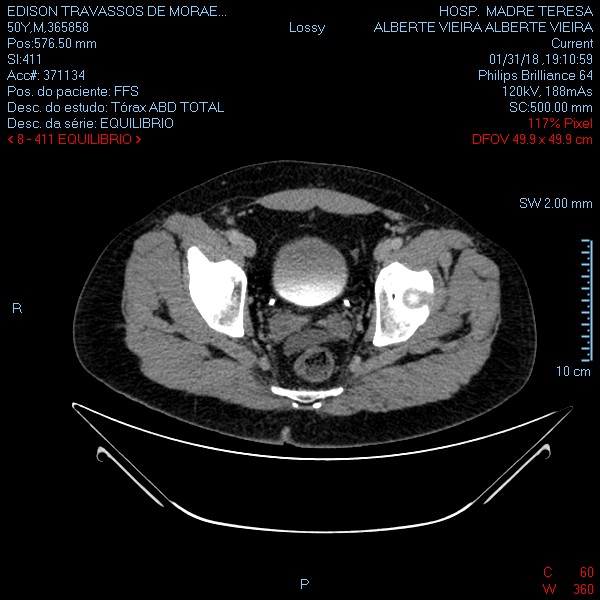 EDISON TRAVASSOS DE MORAE...
50Y,M,365858
Pos:576.50 mm
SI:411
Acc#: 371134
Pos. do paciente: FFS
Desc. do estudo: Tórax ABD TOTAL
Desc. da série: EQUILIBRIO
< 8 - 411 EQUILIBRIO >
Lossy
HOSP. MADRE TERESA
ALBERTE VIEIRA ALBERTE VIEIRA
Current
01/31/18 ,19:10:59
Philips Brilliance 64
120kV, 188mAs
SC:500.00 mm
117% Pixel
DFOV 49.9 x 49.9 cm
SW 2.00 mm
R
10 cm
P
C 60
W 360